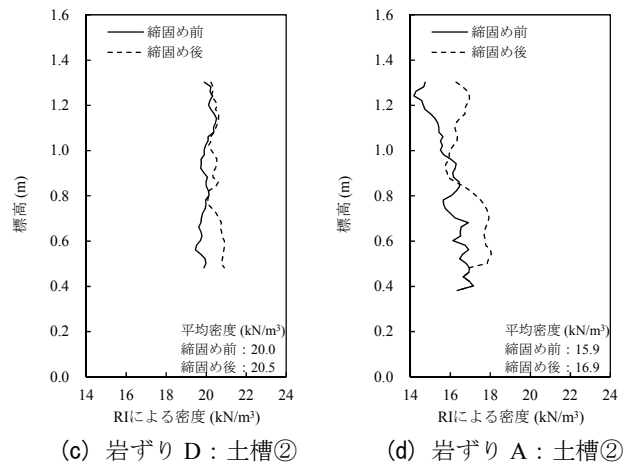 1.6
1.4
1.2
1.0
0.8
0.6
0.4
0.2
0.0
標高 (m)
締固め前
締固め後
平均密度 (kN/m³)
締固め前：20.0
締固め後：20.5
14 16 18 20 22 24
RIによる密度 (kN/m³)
(c) 岩ずり D：土槽②
1.6
1.4
1.2
1.0
0.8
0.6
0.4
0.2
0.0
標高 (m)
締固め前
締固め後
平均密度 (kN/m³)
締固め前：15.9
締固め後：16.9
14 16 18 20 22 24
RIによる密度 (kN/m³)
(d) 岩ずり A：土槽②